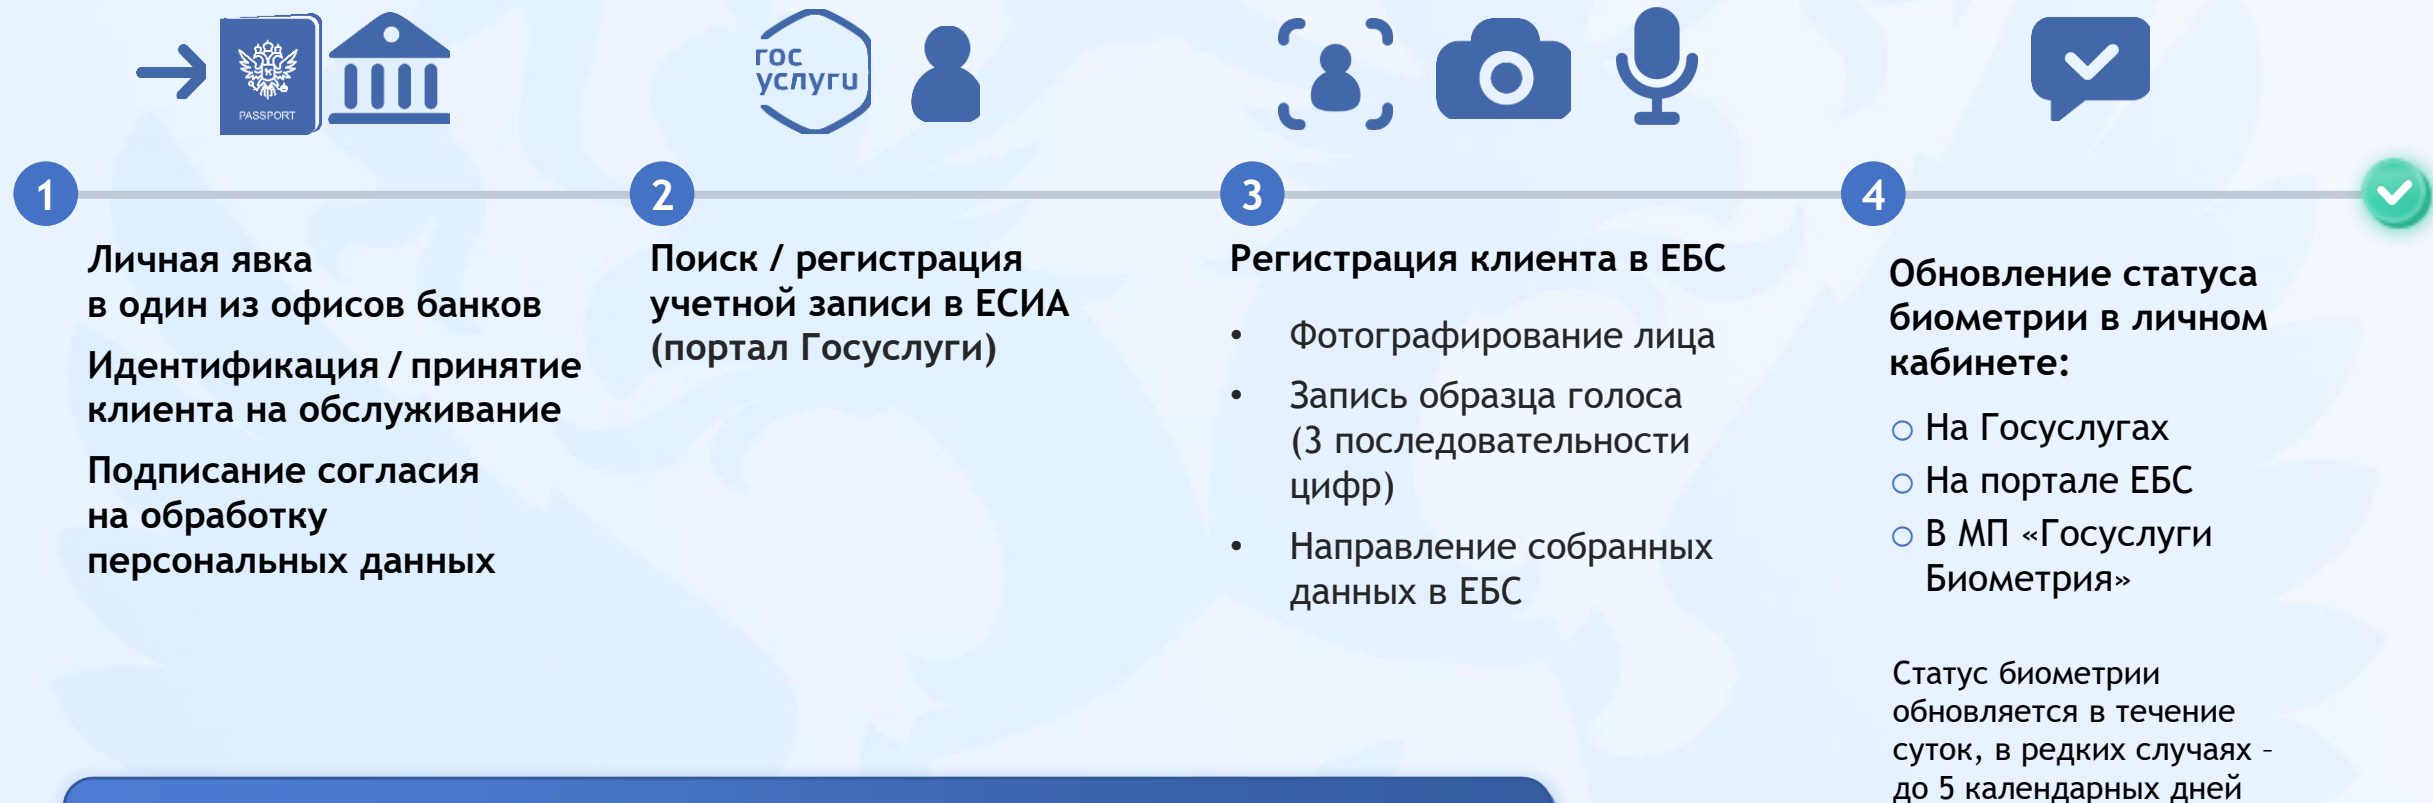 PASSPORT
гос
услуги
1
2
3
4
Личная явка
в один из офисов банков
Идентификация / принятие
клиента на обслуживание
Подписание согласия
на обработку
персональных данных
Поиск / регистрация
учетной записи в ЕСИА
(портал Госуслуги)
Регистрация клиента в ЕБС
• Фотографирование лица
• Запись образца голоса
(3 последовательности
цифр)
• Направление собранных
данных в ЕБС
Обновление статуса
биометрии в личном
кабинете:
○ На Госуслугах
○ На портале ЕБС
○ В МП «Госуслуги
Биометрия»
Статус биометрии
обновляется в течение
суток, в редких случаях –
до 5 календарных дней